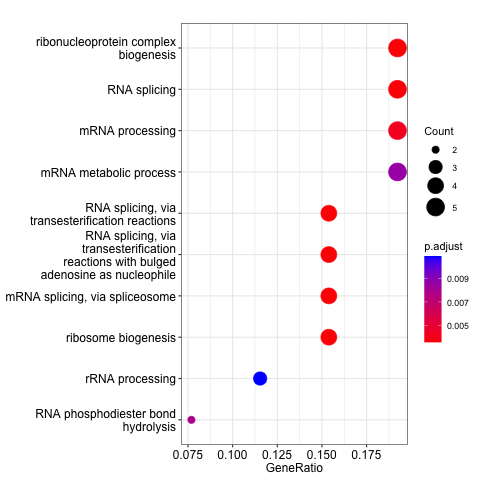 ribonucleoprotein complex
biogenesis
RNA splicing
mRNA processing
mRNA metabolic process
RNA splicing, via
transesterification reactions
RNA splicing, via
transesterification
reactions with bulged
adenosine as nucleophile
mRNA splicing, via spliceosome
ribosome biogenesis
rRNA processing
RNA phosphodiester bond
hydrolysis
0.075 0.100 0.125 0.150 0.175
GeneRatio
Count
2
3
4
5
p.adjust
0.009
0.007
0.005